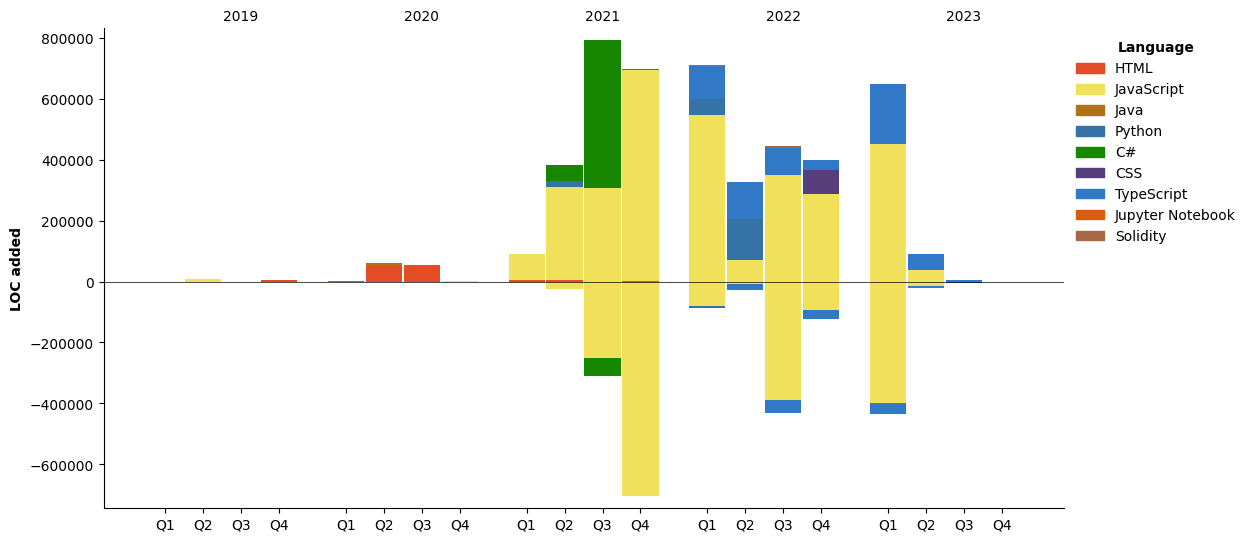 2019 2020 2021 2022 2023
LOC added
800000
600000
400000
200000
0
−200000
−400000
−600000
Q1 Q2 Q3 Q4 Q1 Q2 Q3 Q4 Q1 Q2 Q3 Q4 Q1 Q2 Q3 Q4 Q1 Q2 Q3 Q4
Language
HTML
JavaScript
Java
Python
C#
CSS
TypeScript
Jupyter Notebook
Solidity